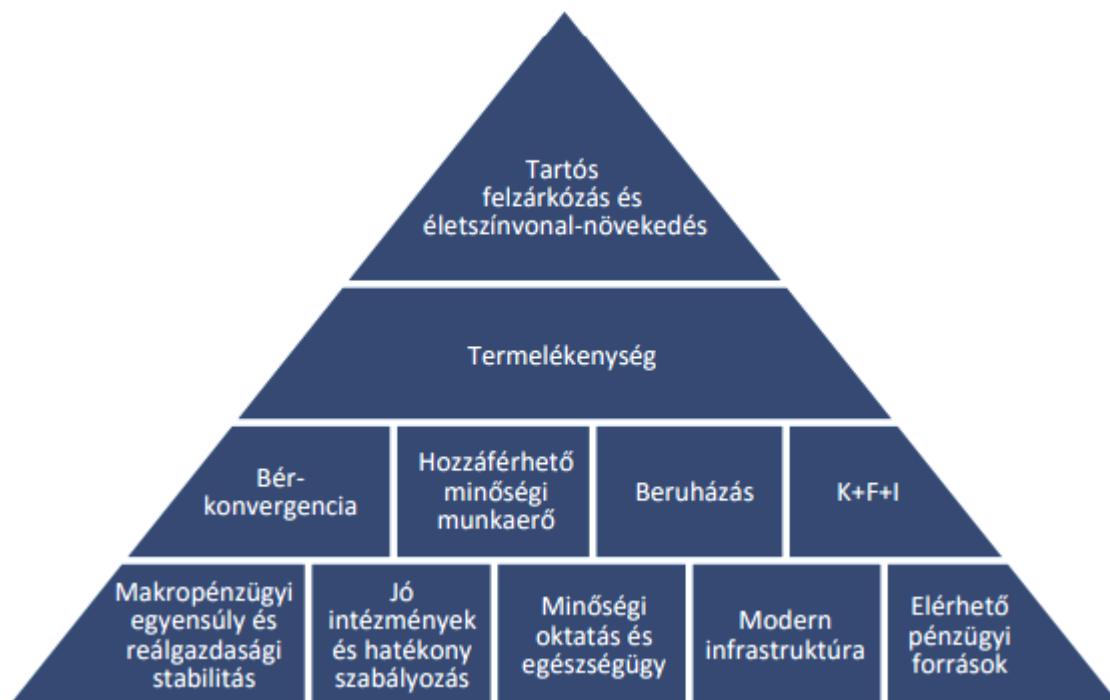 Tartós
felzárkózás és
életszínvonal-növekedés
Termelékenység
Bér-
konvergencia
Hozzáférhető
minőségi
munkaerő
Beruházás
K+F+I
Makropénzügyi
egyensúly és
reálgazdasági
stabilitás
Jó
intézmények
és hatékony
szabályozás
Minőségi
oktatás és
egészségügy
Modern
infrastruktúra
Elérhető
pénzügyi
források